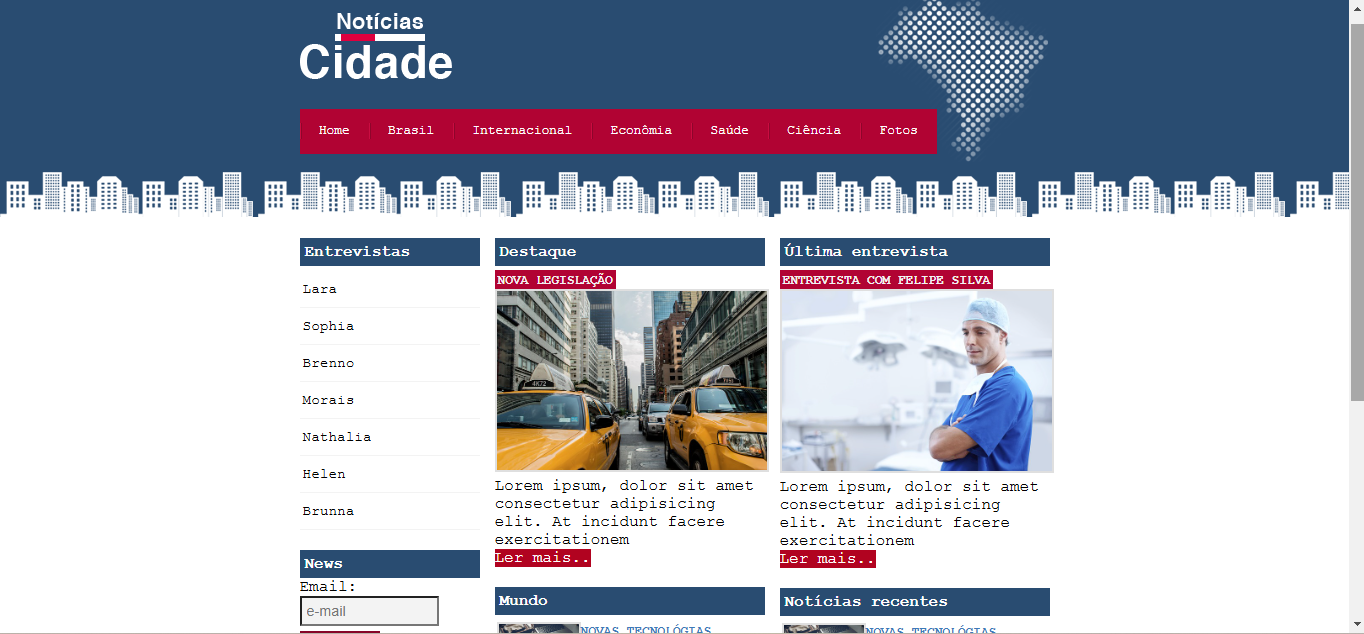 Notícias
Cidade
Home Brasil Internacional Econômia Saúde Ciência Fotos
Entrevistas
Lara
Sophia
Brenno
Morais
Nathalia
Helen
Brunna
News
Email:
e-mail
Destaque
NOVA LEGISLAÇÃO
4K72
Lorem ipsum, dolor sit amet
consectetur adipisicing
elit. At incidunt facere
exercitationem
Ler mais..
Mundo
NOVAS TECNOLÓGIAS
Última entrevista
ENTREVISTA COM FELIPE SILVA
Lorem ipsum, dolor sit amet
consectetur adipisicing
elit. At incidunt facere
exercitationem
Ler mais..
Notícias recentes
NOVAS TECNOLÓGIAS